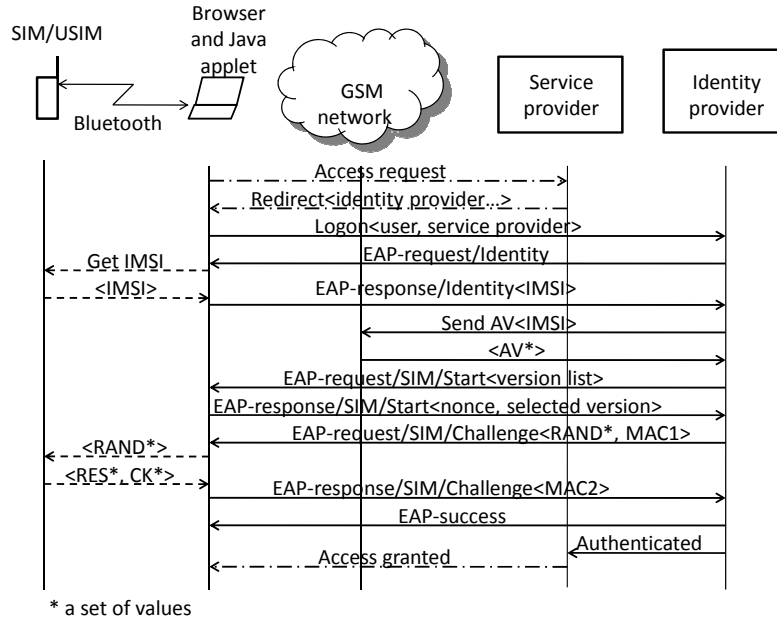 SIM/USIM
Browser
and Java
applet
Bluetooth
GSM
network
Service
provider
Identity
provider
Access request
Redirect<identity provider...>
Logon<user, service provider>
EAP-request/Identity
Get IMSI
<IMSI>
EAP-response/Identity<IMSI>
Send AV<IMSI>
<AV*>
EAP-request/SIM/Start<version list>
EAP-response/SIM/Start<nonce, selected version>
EAP-request/SIM/Challenge<RAND*, MAC1>
<RAND*>
<RES*, CK*>
EAP-response/SIM/Challenge<MAC2>
EAP-success
Authenticated
Access granted
* a set of values